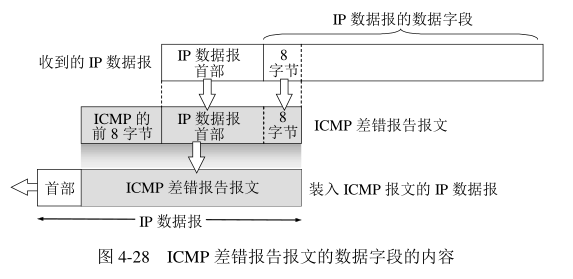 IP 数据报的数据字段
收到的 IP 数据报
IP 数据报
首部
8
字节
ICMP 的
前 8 字节
IP 数据报
首部
8
字节
ICMP 差错报告报文
首部
ICMP 差错报告报文
装入 ICMP 报文的 IP 数据报
IP 数据报
图 4-28 ICMP 差错报告报文的数据字段的内容